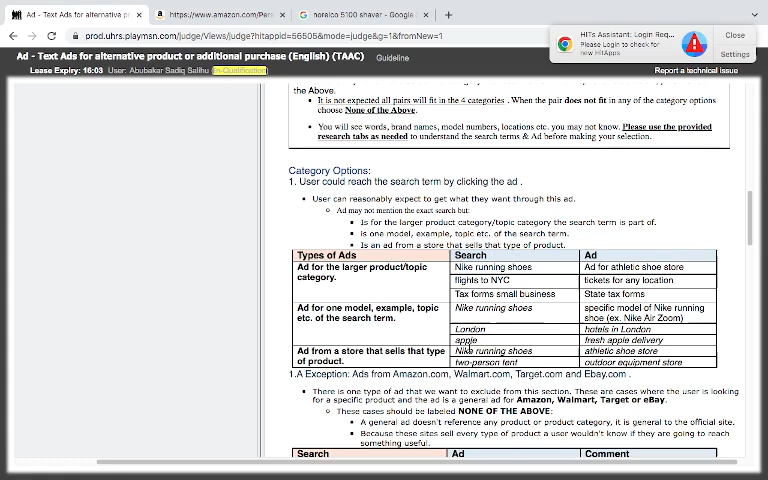 Ad - Text Ads for alternative pr
https://www.amazon.com/Pers
norelco 5100 shaver - Google
prod.uhrs.playmsn.com/judge/Views/judge?hitappid=56505&mode=judge&g=1&fromNew=1
HITs Assistant: Login Req...
Please Login to check for
new HitApps
Close
Settings
Ad - Text Ads for alternative product or additional purchase (English) (TAAC) Guideline
Lease Expiry: 16:03 User: Abubakar Sadiq Salihu (In-Qualification)
Report a technical issue
the Above.
It is not expected all pairs will fit in the 4 categories . When the pair does not fit in any of the category options
choose None of the Above.
You will see words, brand names, model numbers, locations etc. you may not know. Please use the provided
research tabs as needed to understand the search terms & Ad before making your selection.
Category Options:
1. User could reach the search term by clicking the ad .
User can reasonably expect to get what they want through this ad.
Ad may not mention the exact search but:
Is for the larger product category/topic category the search term is part of.
is one model, example, topic etc. of the search term.
Is an ad from a store that sells that type of product.
Types of Ads Search Ad
Ad for the larger product/topic category. Nike running shoes Ad for athletic shoe store
flights to NYC tickets for any location
Tax forms small business State tax forms
Ad for one model, example, topic etc. of the search term. Nike running shoes specific model of Nike running shoe (ex. Nike Air Zoom)
London hotels in London
apple fresh apple delivery
Ad from a store that sells that type of product. Nike running shoes athletic shoe store
two-person tent outdoor equipment store
1.A Exception: Ads from Amazon.com, Walmart.com, Target.com and Ebay.com .
There is one type of ad that we want to exclude from this section. These are cases where the user is looking
for a specific product and the ad is a general ad for Amazon, Walmart, Target or eBay.
These cases should be labeled NONE OF THE ABOVE:
A general ad doesn't reference any product or product category, it is general to the official site.
Because these sites sell every type of product a user wouldn't know if they are going to reach
something useful.
Search Ad Comment